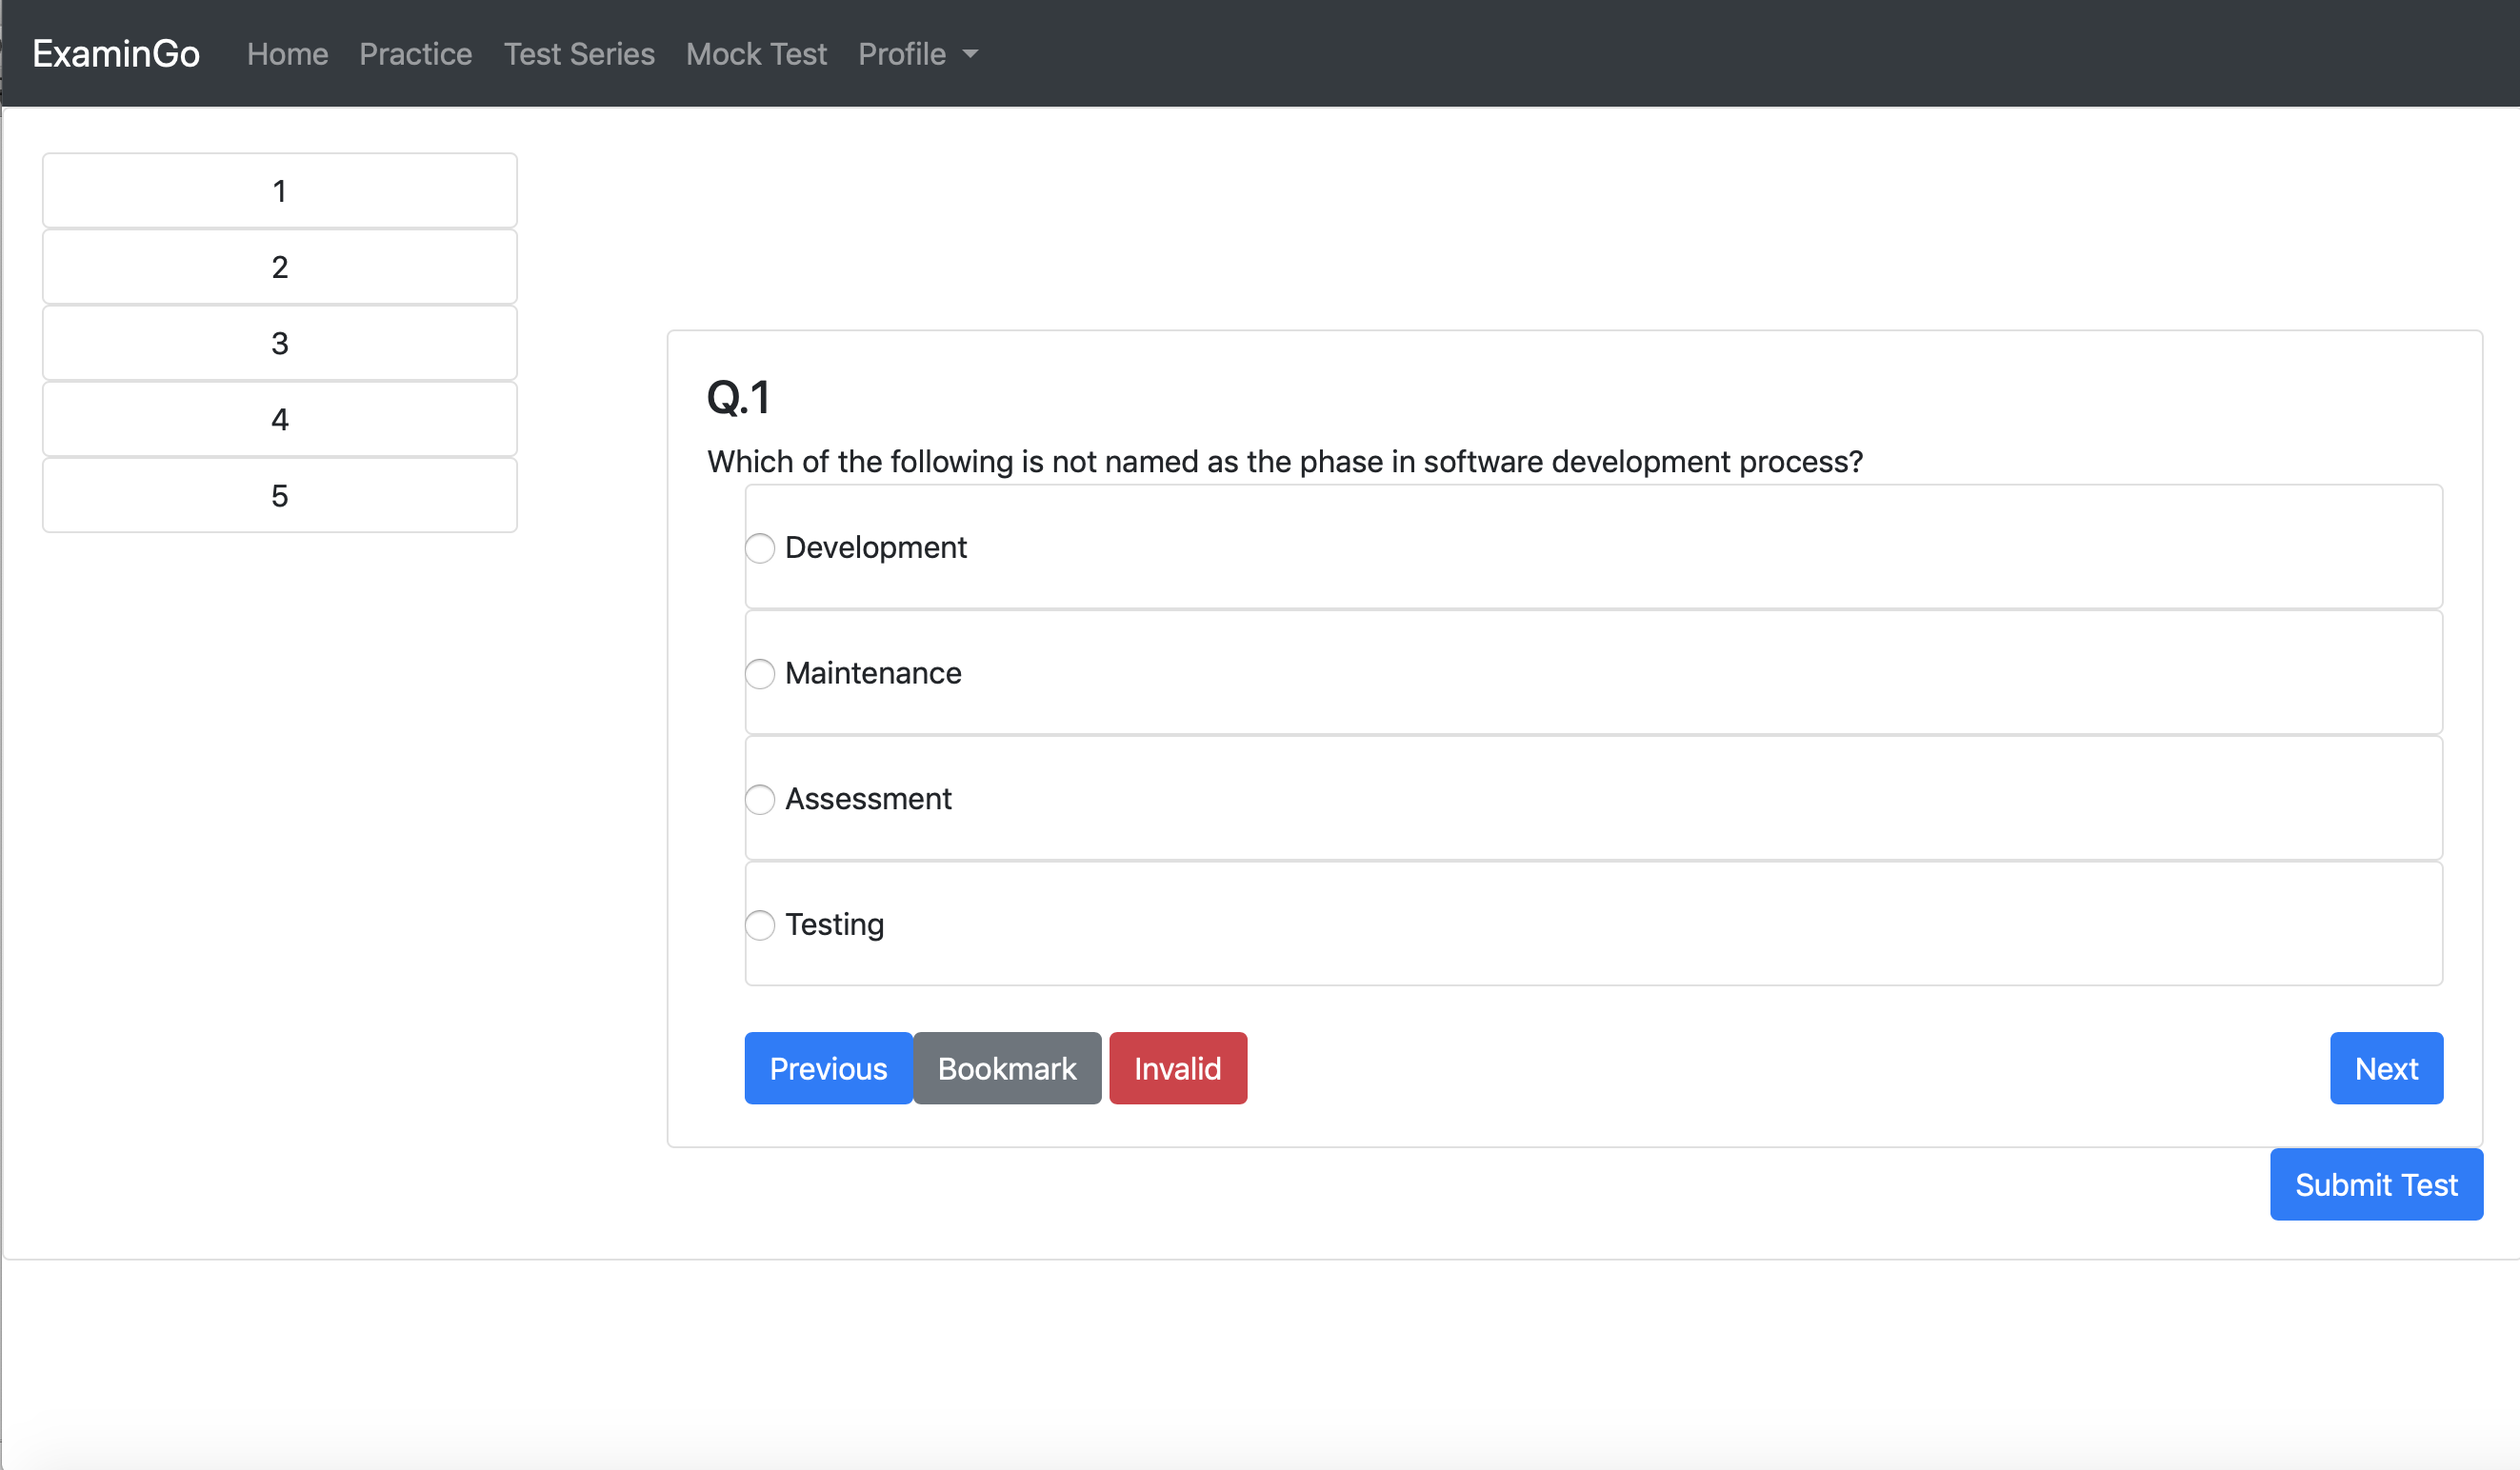 ExaminGo Home Practice Test Series Mock Test Profile
1
2
3
4
5
Q.1
Which of the following is not named as the phase in software development process?
Development
Maintenance
Assessment
Testing
Previous Bookmark Invalid Next
Submit Test